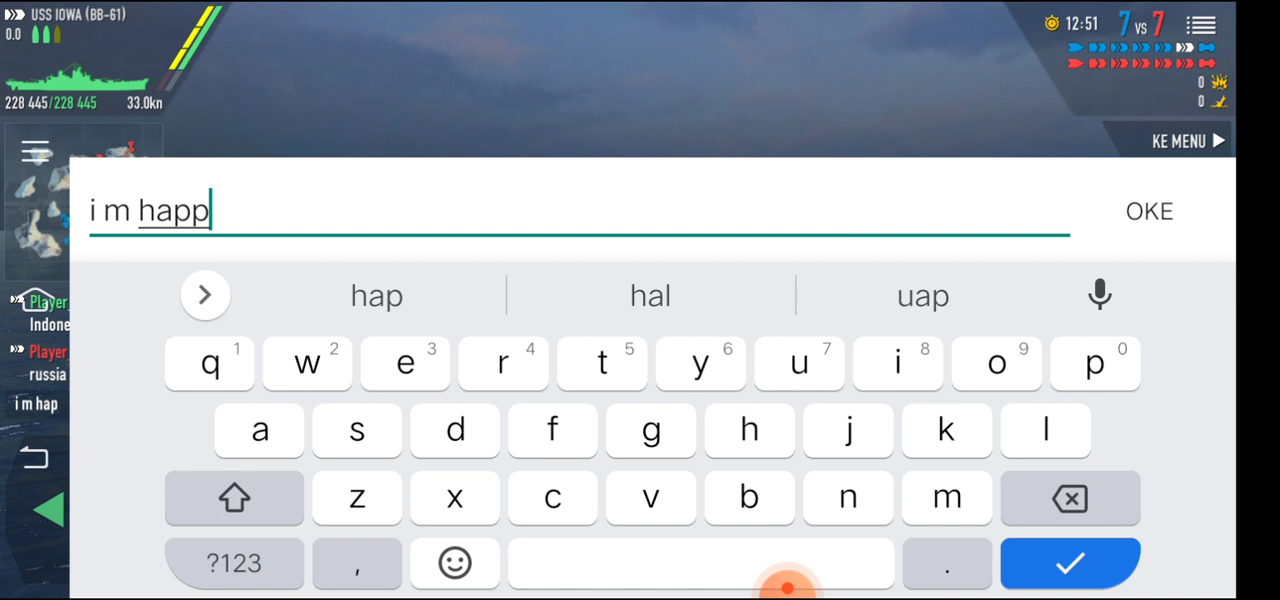 USS IOWA (BB-61)
0.0
228 445/228 445 33.0kn
12:51 7 VS 7
0
0
KE MENU
3
i m happ
OKE
hap hal uap
Player
Indone
Player
russia
i m hap
q 1 w 2 e 3 r 4 t 5 y 6 u 7 i 8 o 9 p 0
a s d f g h j k l
z x c v b n m
?123 , .